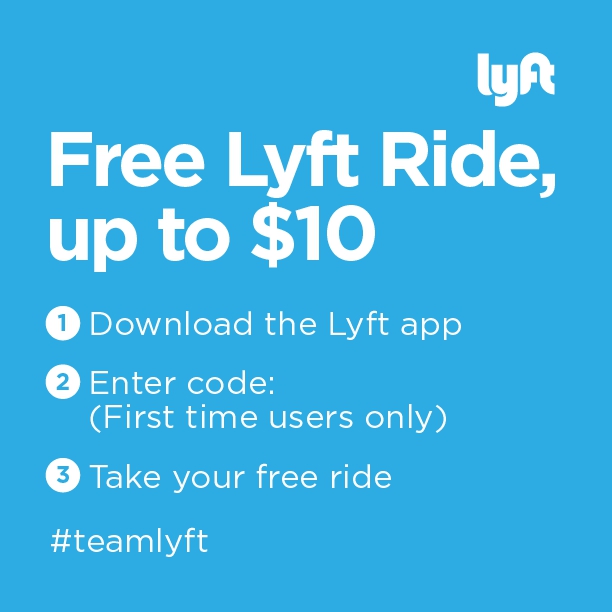 lyft
Free Lyft Ride,
up to $10
1 Download the Lyft app
2 Enter code:
(First time users only)
3 Take your free ride
#teamlyft